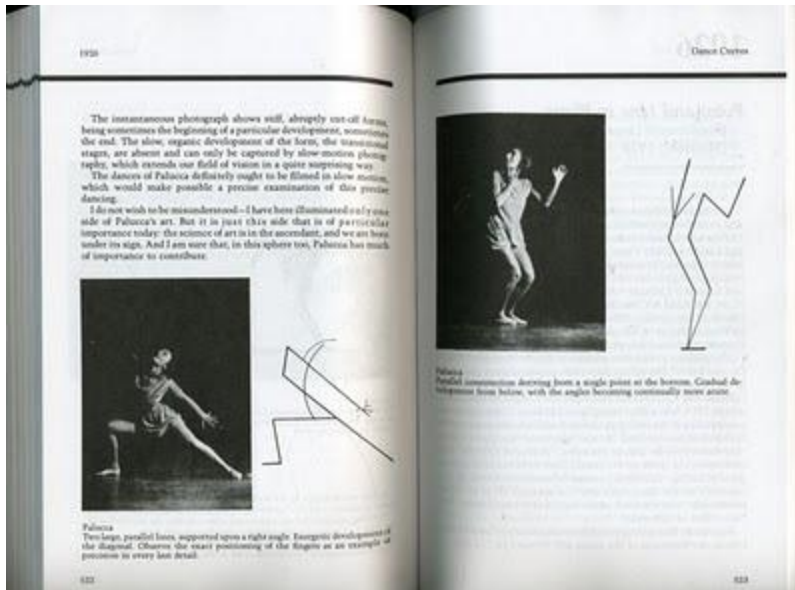 1926
The instantaneous photograph shows stiff, abruptly cut-off forms,
being sometimes the beginning of a particular development, sometimes
the end. The slow, organic development of the form, the transitional
stages, are absent and can only be captured by slow-motion photog-
raphy, which extends our field of vision in a quite surprising way.
The dances of Palucca definitely ought to be filmed in slow motion,
which would make possible a precise examination of this precise
dancing.
I do not wish to be misunderstood—I have here illuminated only one
side of Palucca's art. But it is just this side that is of particular
importance today: the science of art is in the ascendant, and we are born
under its sign. And I am sure that, in this sphere too, Palucca has much
of importance to contribute.
Palucca
Two large, parallel lines, supported upon a right angle. Energetic development of
the diagonal. Observe the exact positioning of the fingers as an example of
precision in every last detail.
522
Dance Curves
Palucca
Parallel construction deriving from a single point at the bottom. Gradual de-
velopment from below, with the angles becoming continually more acute.
523